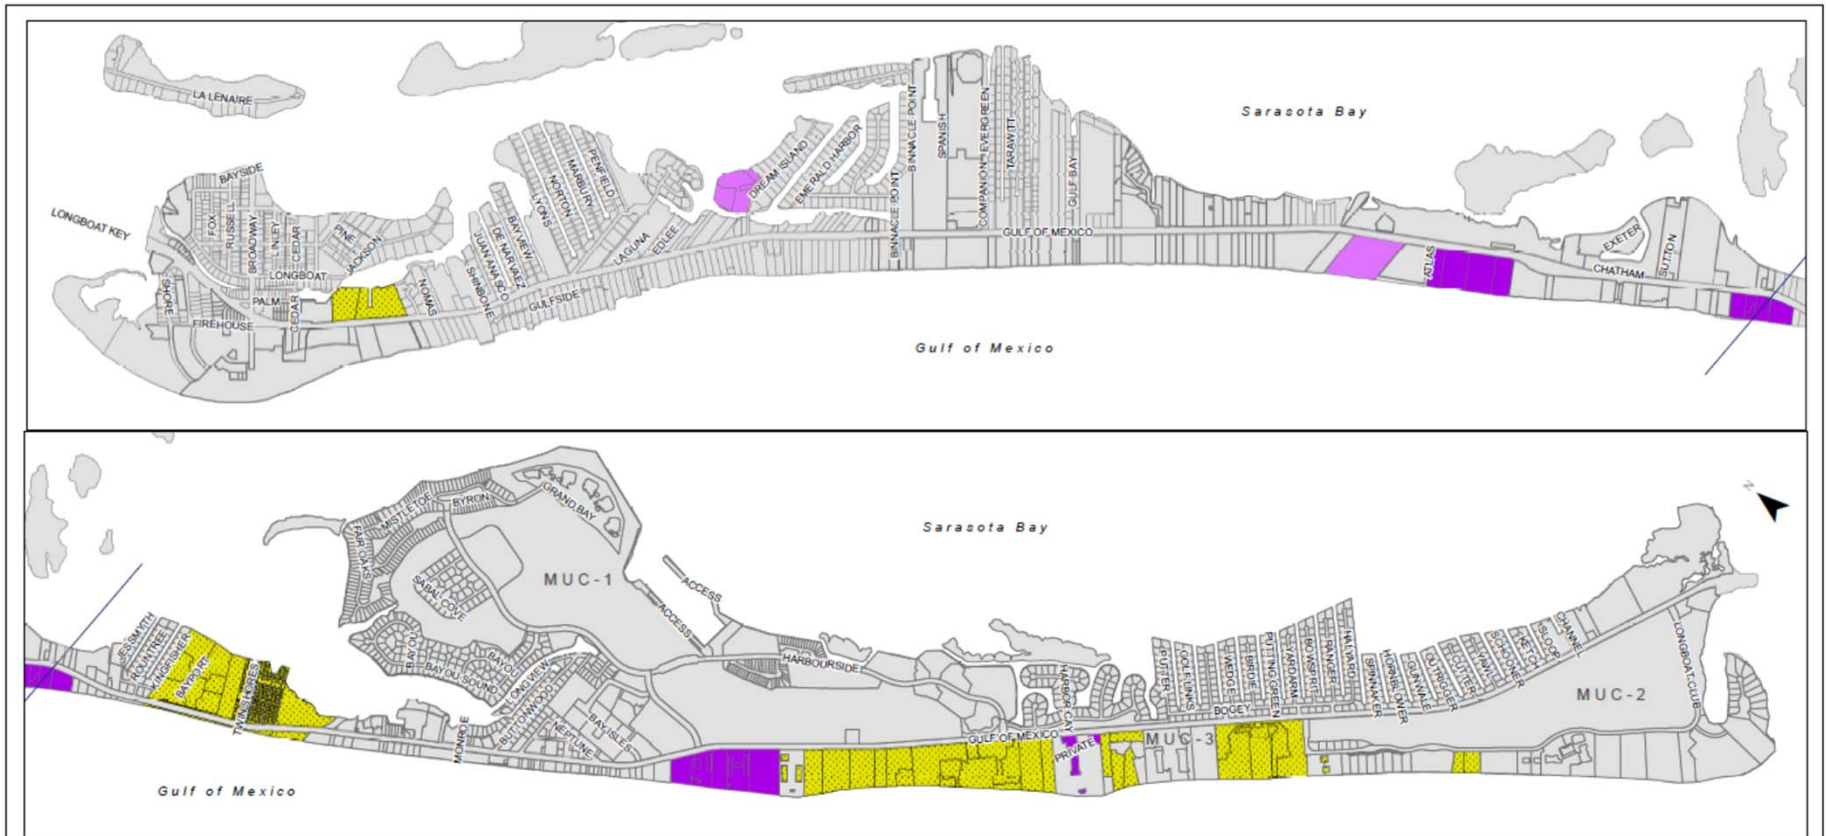 LA LENAIRE
Sarasota Bay
BAYSIDE
LONGBOAT KEY
FOX
RUSSELL
BROADWAY
LINLEY
CEDAR
PINE
JACKSON
LONGBOAT
PALM
CEDAR
SHORE
FIREHOUSE
NOMAS
SHINBONE
JUAN ANASCO
DE NARVAEZ
BAYVIEW
LYONS
NORTON
MARBURY
PENFIELD
GULFSIDE
LAGUNA
EDLEE
DREAM ISLAND
EMERALD HARBOR
BINNACLE POINT
BINNACLE POINT
SPANISH
COMPANION
EVERGREEN
TARAWITT
GULF BAY
GULF OF MEXICO
ATLAS
EXETER
CHATHAM
SUTTON
Gulf of Mexico
Sarasota Bay
N
JESSMYTH
ROUNTREE
KINGFISHER
BAYPORT
TWINSHORES
FAIR OAKS
MISTLETOE
BYRON
GRAND BAY
SABAL COVE
MUC-1
ACCESS
ACCESS
BAYOU
BAYOU SOUND
BAYOU
LONGVIEW
BUTTONWOOD
NEPTUNE
BAY ISLES
MONROE
HARBOURSIDE
GULF OF MEXICO
HARBOR CAY
PRIVATE
MUC-3
BOGEY
PUTTER
GOLF LINKS
WEDGE
BIRDIE
PUTTING GREEN
YARDARM
BOWSPRIT
RANGER
HALYARD
SPINNAKER
HORNBLOWER
GUNWALE
OUTRIGGER
CUTTER
YAWL
SCHOONER
KETCH
SLOOP
CHANNEL
MUC-2
LONGBOAT CLUB
Gulf of Mexico